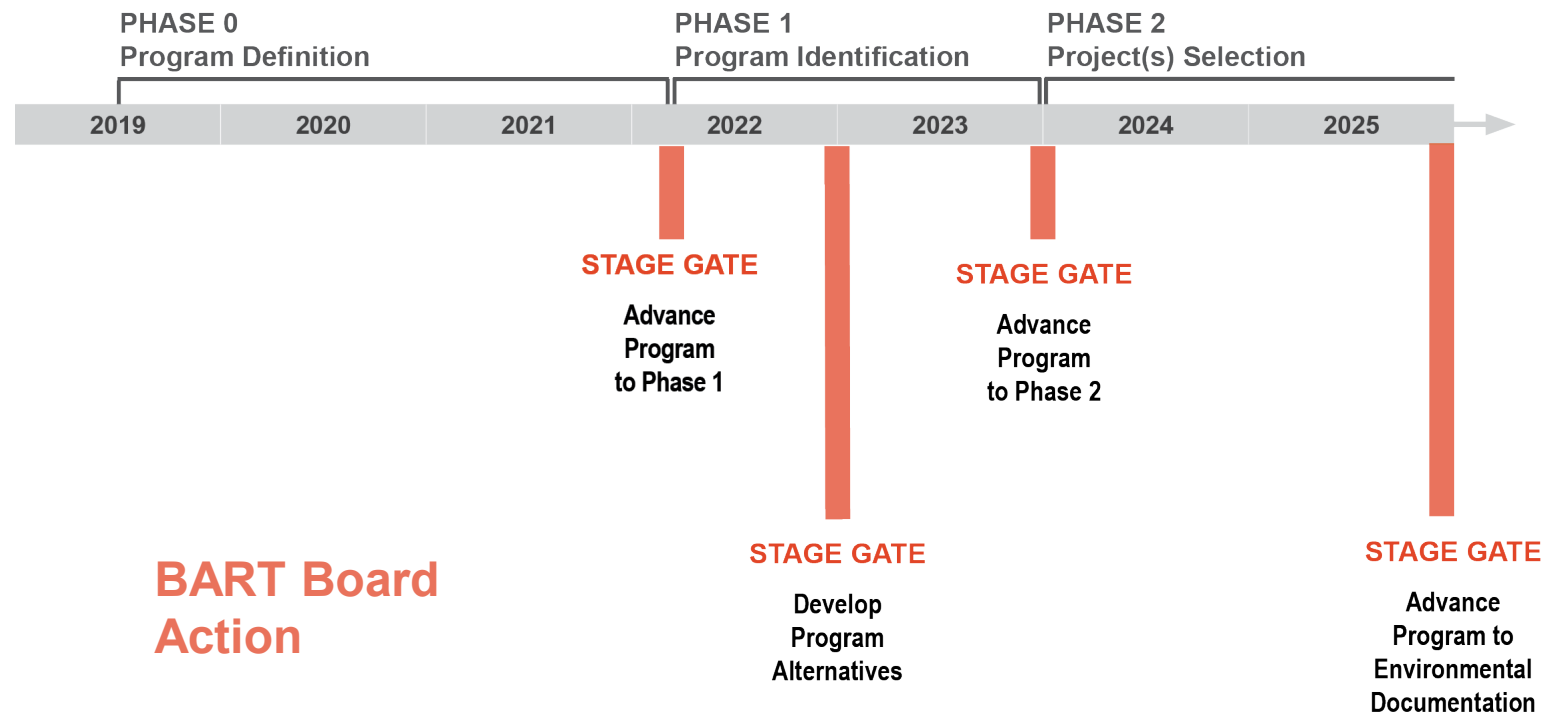 PHASE 0
Program Definition
PHASE 1
Program Identification
PHASE 2
Project(s) Selection
2019
2020
2021
2022
2023
2024
2025
STAGE GATE
Advance
Program
to Phase 1
STAGE GATE
Advance
Program
to Phase 2
STAGE GATE
Develop
Program
Alternatives
STAGE GATE
Advance
Program to
Environmental
Documentation
BART Board
Action